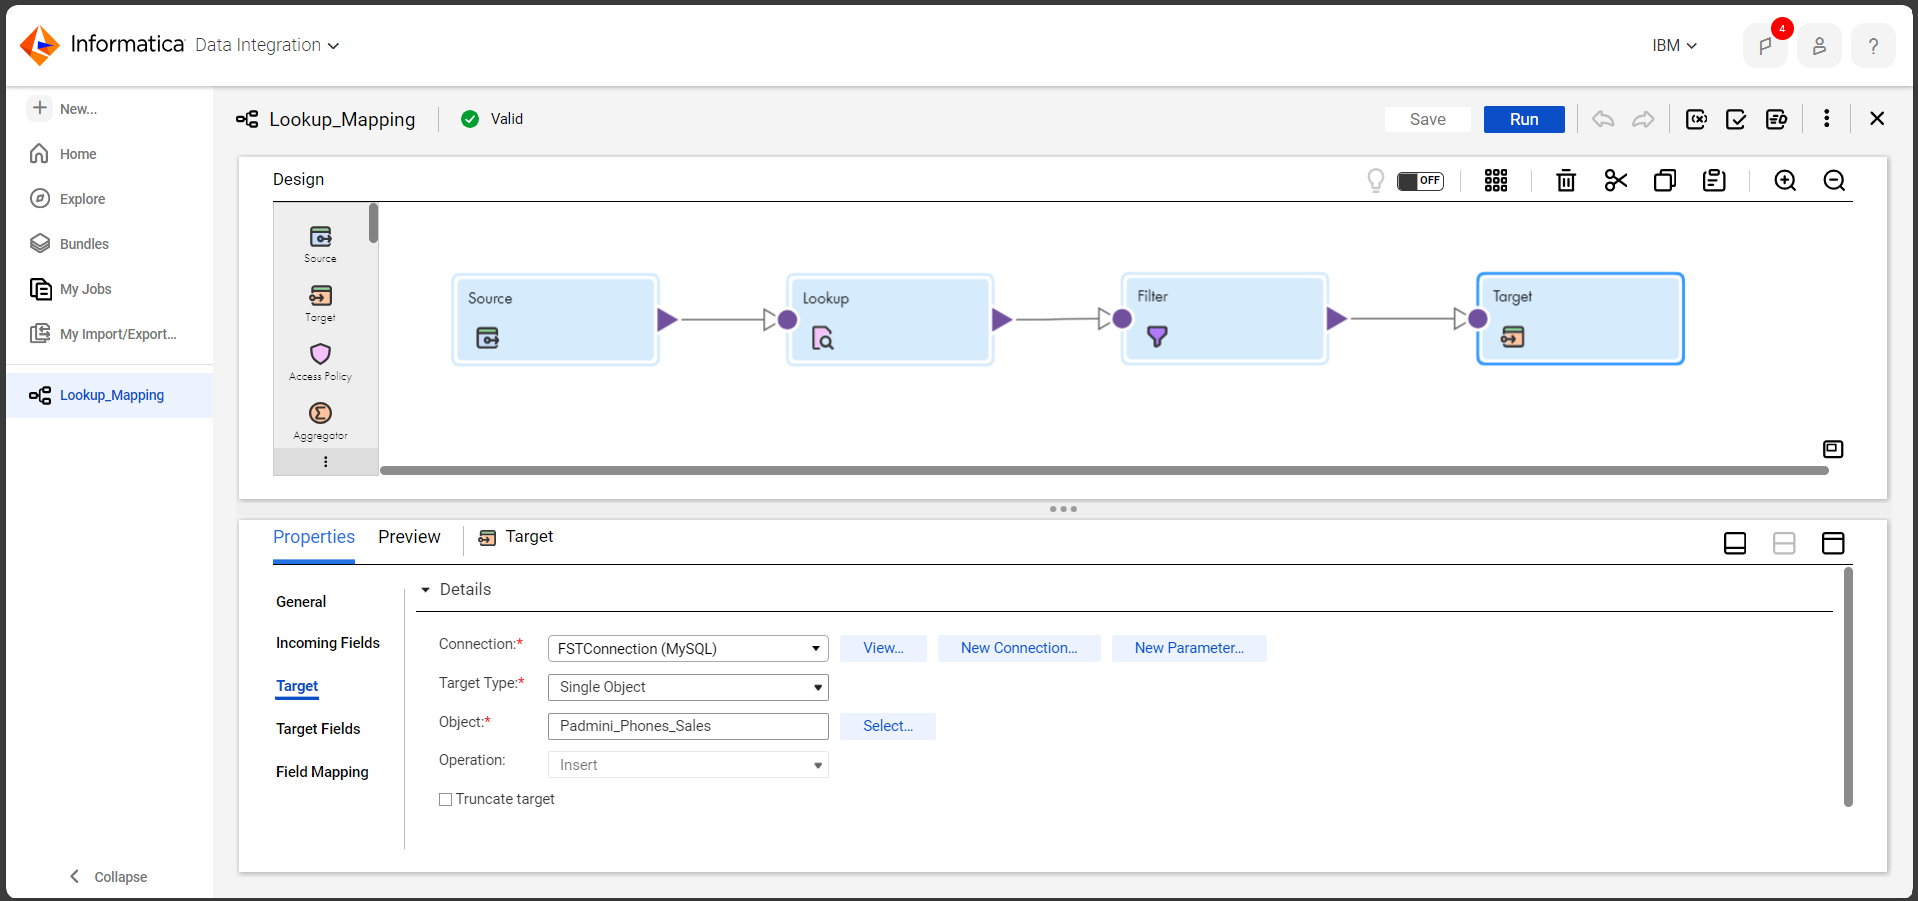 Informatica Data Integration
IBM
4
?
New...
Home
Explore
Bundles
My Jobs
My Import/Export...
Lookup_Mapping
Collapse
Lookup_Mapping
Valid
Save
Run
Design
OFF
Source
Target
Access Policy
Aggregator
Source
Lookup
Filter
Target
Properties
Preview
Target
General
Incoming Fields
Target
Target Fields
Field Mapping
Details
Connection:* FSTConnection (MySQL) View... New Connection... New Parameter...
Target Type:* Single Object
Object:* Padmini_Phones_Sales Select...
Operation: Insert
Truncate target